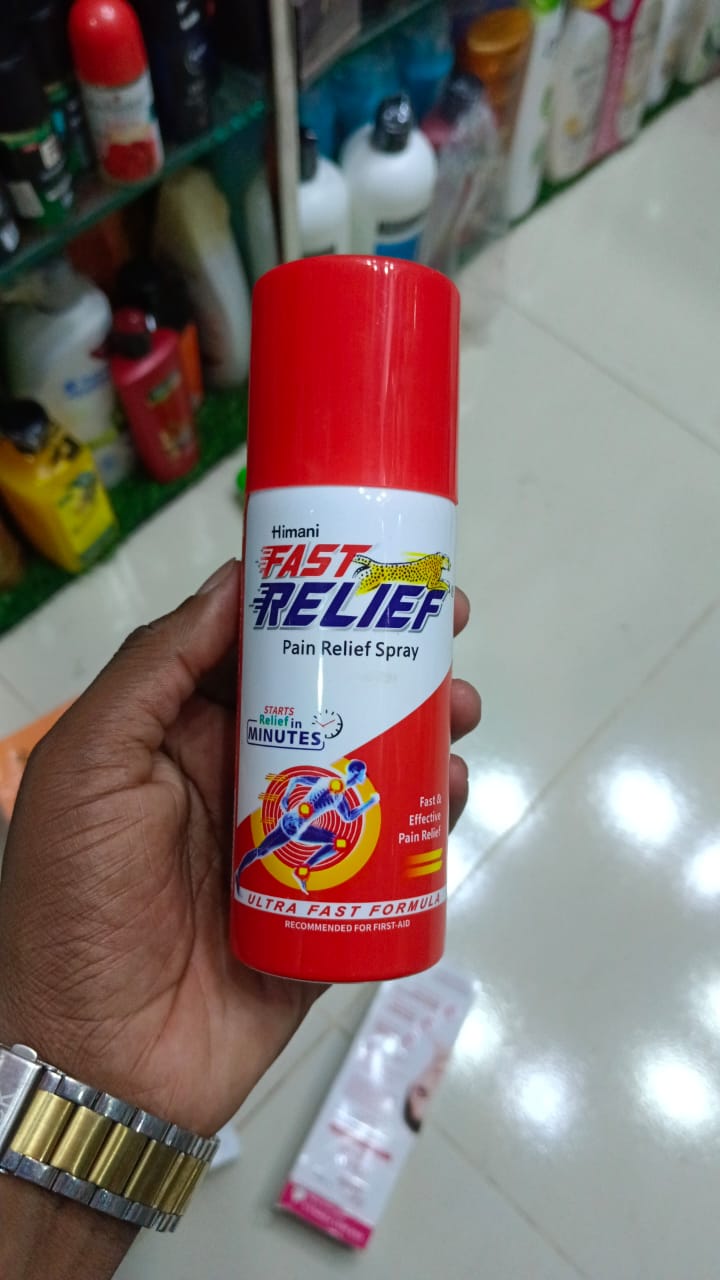 Himani
FAST
RELIEF
Pain Relief Spray
STARTS
Relief in
MINUTES
Fast &
Effective
Pain Relief
ULTRA FAST FORMULA
RECOMMENDED FOR FIRST-AID